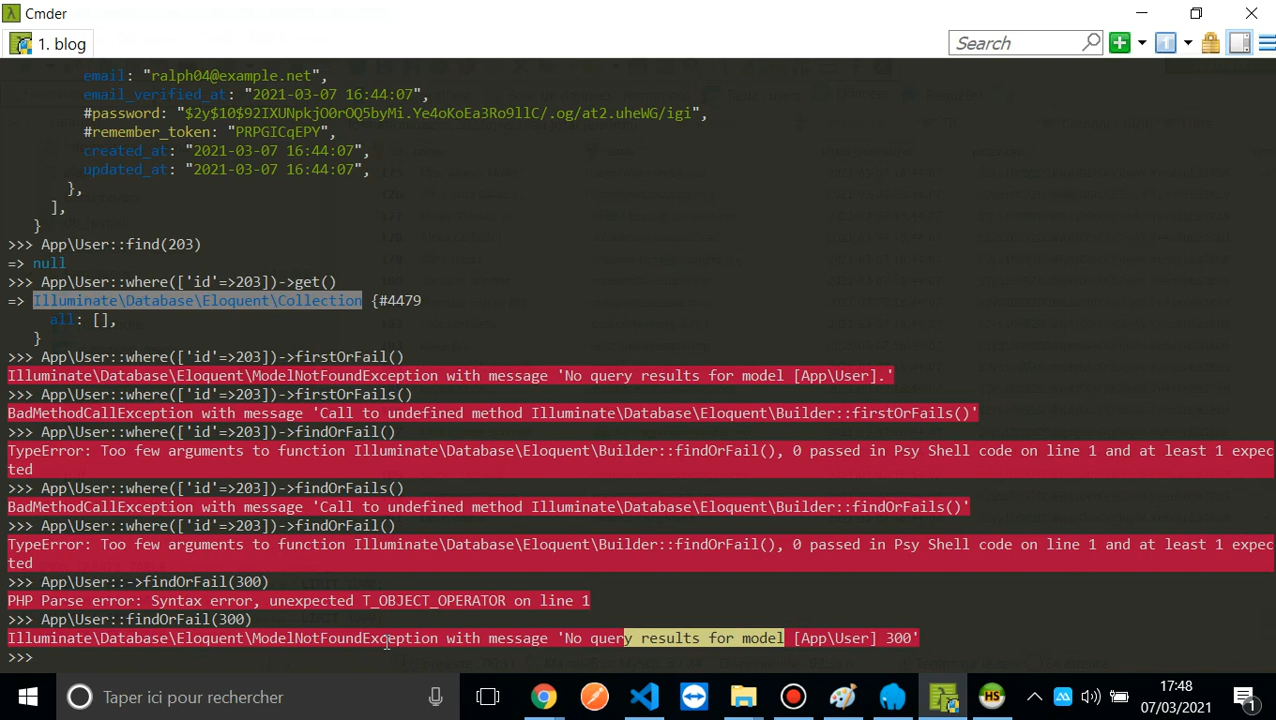 Cmder
1. blog
Search
email: "ralph04@example.net",
email_verified_at: "2021-03-07 16:44:07",
#password: "$2y$10$92IXUNpkjO0rOQ5byMi.Ye4oKoEa3Ro9llC/.og/at2.uheWG/igi",
#remember_token: "PRPGICqEPY",
created_at: "2021-03-07 16:44:07",
updated_at: "2021-03-07 16:44:07",
},
],
}
>>> App\User::find(203)
=> null
>>> App\User::where(['id'=>203])->get()
=> Illuminate\Database\Eloquent\Collection {#4479
all: [],
}
>>> App\User::where(['id'=>203])->firstOrFail()
Illuminate\Database\Eloquent\ModelNotFoundException with message 'No query results for model [App\User].'
>>> App\User::where(['id'=>203])->firstOrFails()
BadMethodCallException with message 'Call to undefined method Illuminate\Database\Eloquent\Builder::firstOrFails()'
>>> App\User::where(['id'=>203])->findOrFail()
TypeError: Too few arguments to function Illuminate\Database\Eloquent\Builder::findOrFail(), 0 passed in Psy Shell code on line 1 and at least 1 expec
ted
>>> App\User::where(['id'=>203])->findOrFails()
BadMethodCallException with message 'Call to undefined method Illuminate\Database\Eloquent\Builder::findOrFails()'
>>> App\User::where(['id'=>203])->findOrFail()
TypeError: Too few arguments to function Illuminate\Database\Eloquent\Builder::findOrFail(), 0 passed in Psy Shell code on line 1 and at least 1 expec
ted
>>> App\User::->findOrFail(300)
PHP Parse error: Syntax error, unexpected T_OBJECT_OPERATOR on line 1
>>> App\User::findOrFail(300)
Illuminate\Database\Eloquent\ModelNotFoundException with message 'No query results for model [App\User] 300'
>>>
Taper ici pour rechercher
HS
17:48
07/03/2021
1